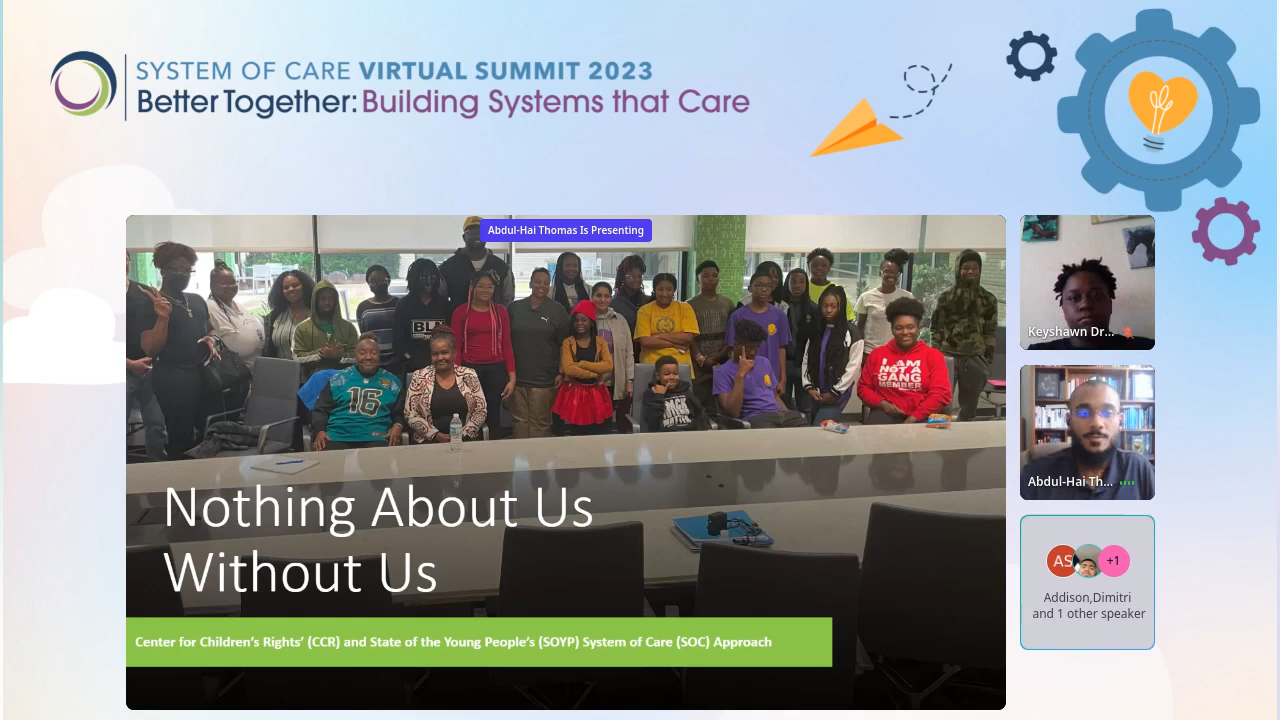 SYSTEM OF CARE VIRTUAL SUMMIT 2023
Better Together: Building Systems that Care
Abdul-Hai Thomas Is Presenting
BLA
16
I AM
NOT A
GANG
MEMBER
Nothing About Us
Without Us
Center for Children's Rights' (CCR) and State of the Young People's (SOYP) System of Care (SOC) Approach
Keyshawn Dr...
Abdul-Hai Th...
AS
+1
Addison,Dimitri
and 1 other speaker